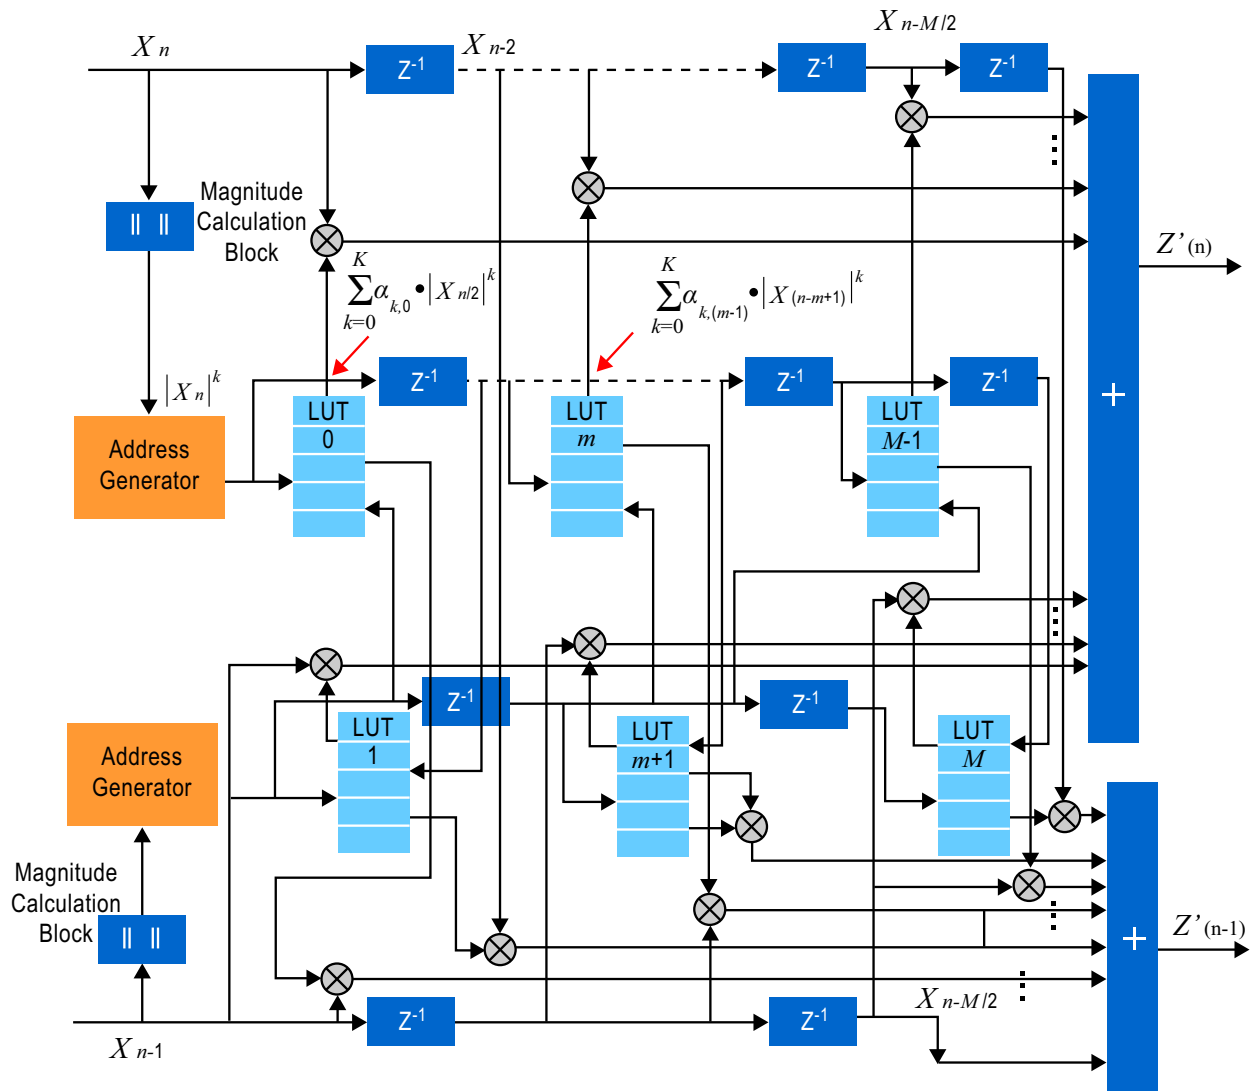 X n
X n-2
X n-M/2
Z-1
Z-1
Z-1
|| ||
Magnitude
Calculation
Block
Z’ (n)
K
∑ α k,0 • |X n/2| k
k=0
K
∑ α k,(m-1) • |X (n-m+1)| k
k=0
|X n| k
Z-1
Z-1
Z-1
+
LUT
0
LUT
m
LUT
M-1
Address
Generator
⋮
⋮
Z-1
Z-1
Address
Generator
LUT
1
LUT
m+1
LUT
M
Magnitude
Calculation
Block
|| ||
⋮
+
Z’ (n-1)
⋮
X n-M/2
Z-1
Z-1
X n-1